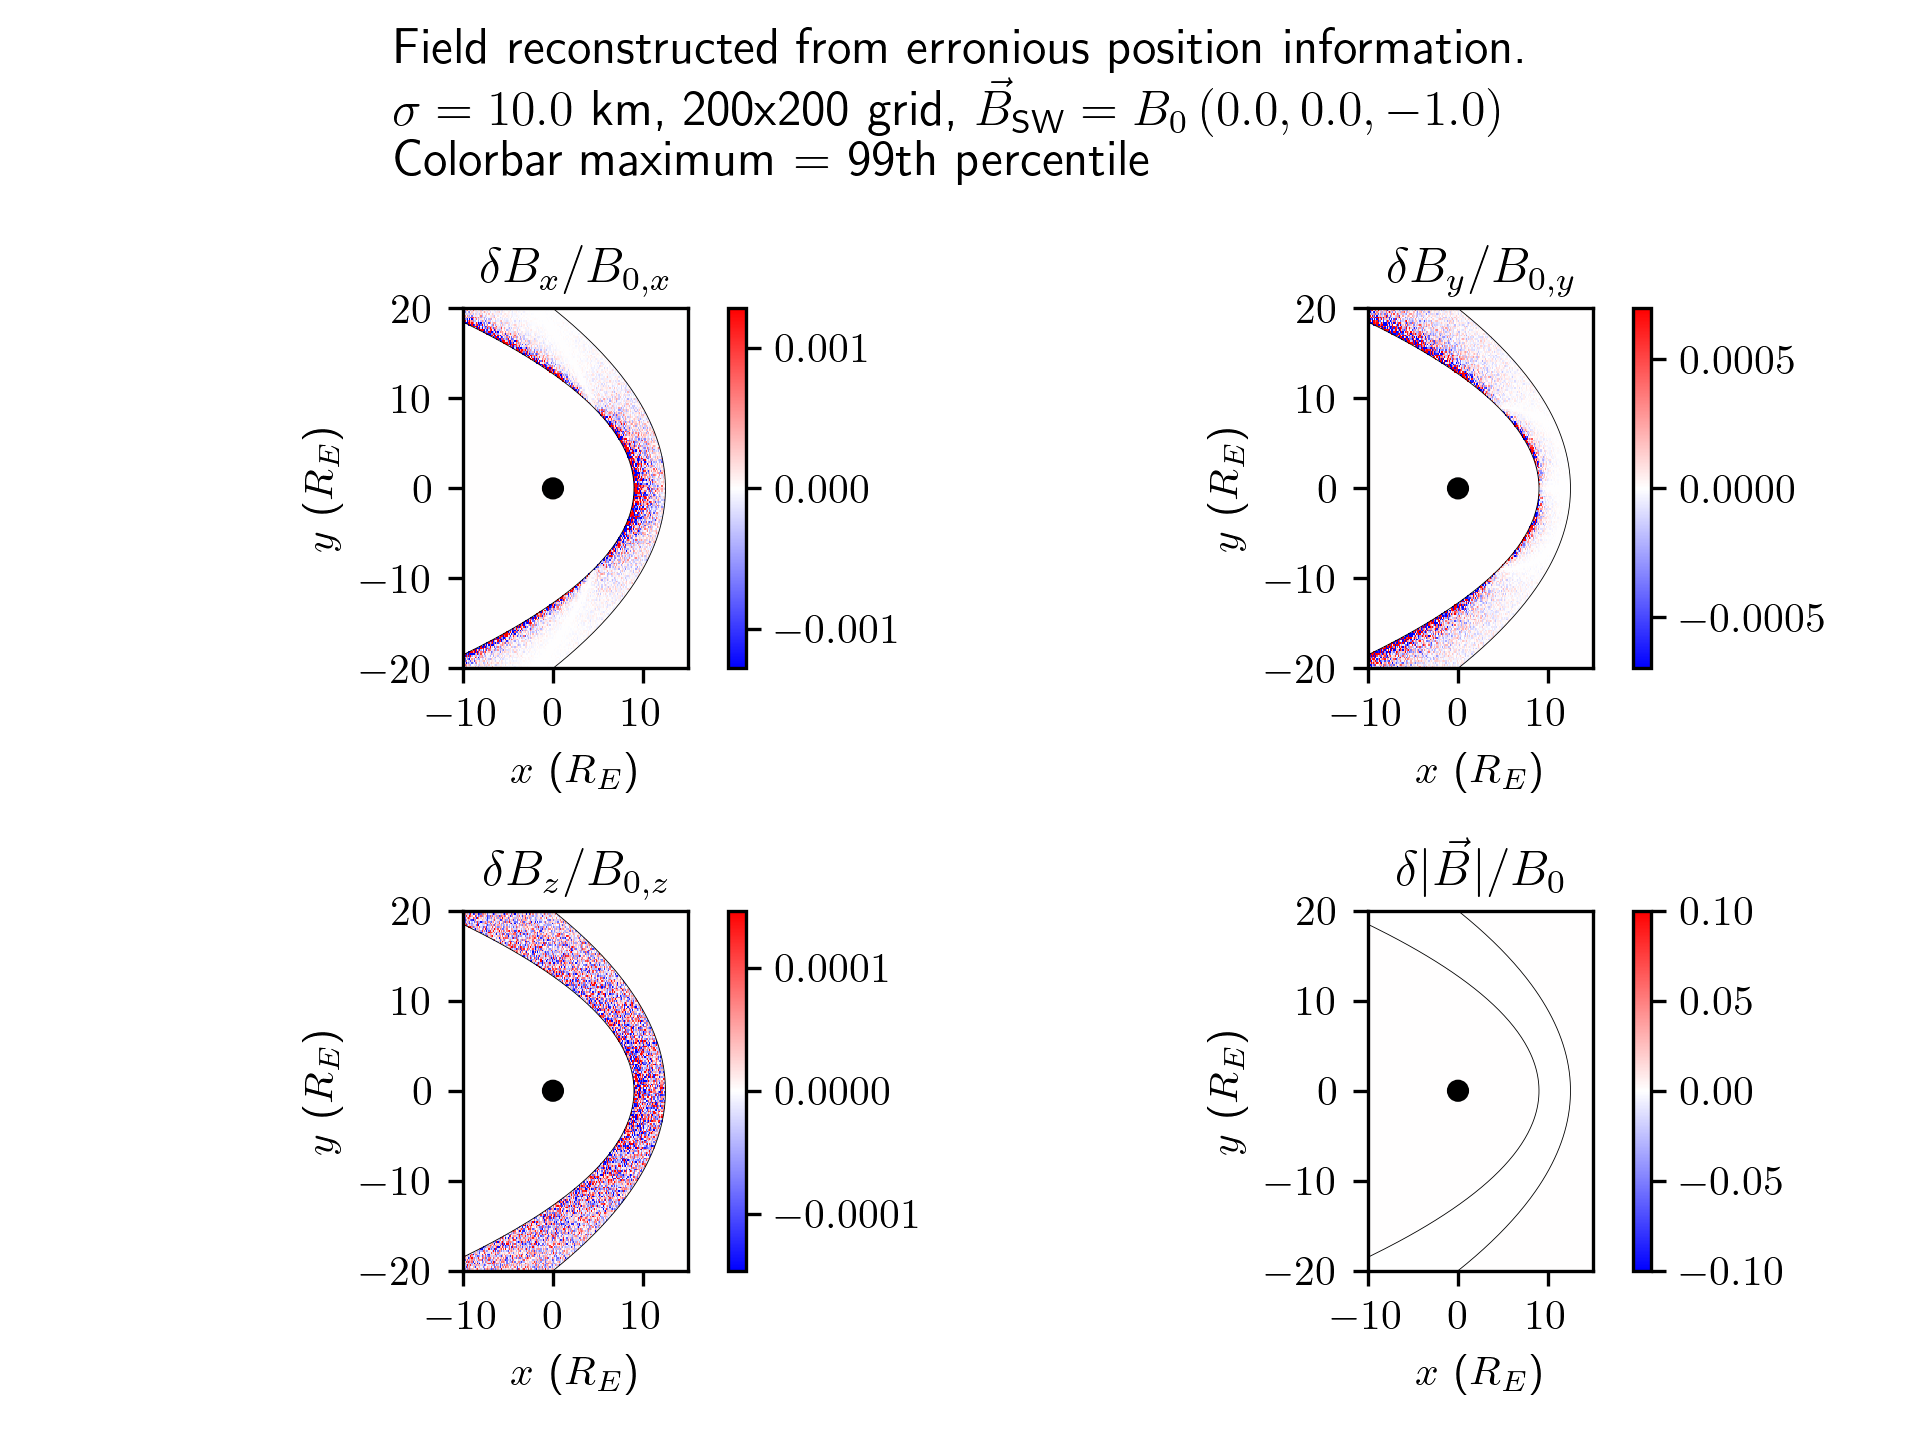 Field reconstructed from erronious position information.
σ = 10.0 km, 200x200 grid, B⃗_SW = B_0 (0.0, 0.0, −1.0)
Colorbar maximum = 99th percentile
δB_x/B_{0,x}
20
10
0
−10
−20
y (R_E)
−10 0 10
x (R_E)
0.001
0.000
−0.001
δB_y/B_{0,y}
20
10
0
−10
−20
y (R_E)
−10 0 10
x (R_E)
0.0005
0.0000
−0.0005
δB_z/B_{0,z}
20
10
0
−10
−20
y (R_E)
−10 0 10
x (R_E)
0.0001
0.0000
−0.0001
δ|B⃗|/B_0
20
10
0
−10
−20
y (R_E)
−10 0 10
x (R_E)
0.10
0.05
0.00
−0.05
−0.10